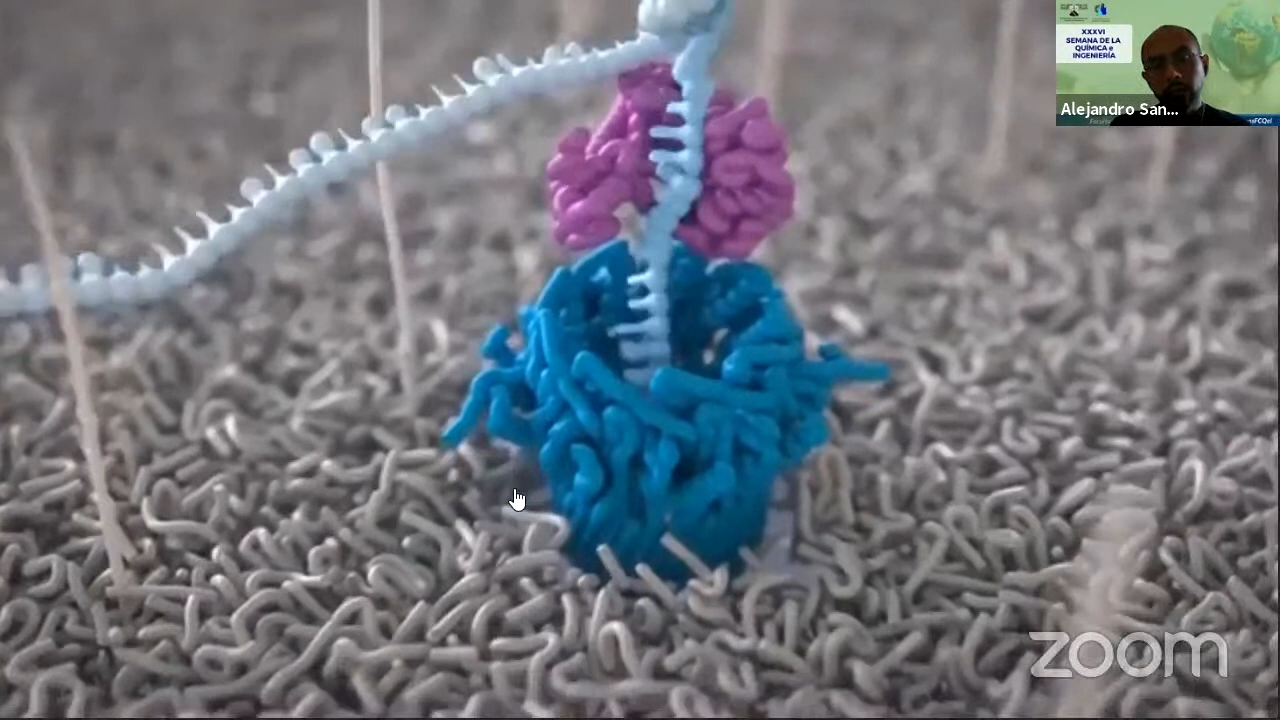 XXXVI
SEMANA DE LA
QUÍMICA e
INGENIERÍA
Alejandro San...
zoom